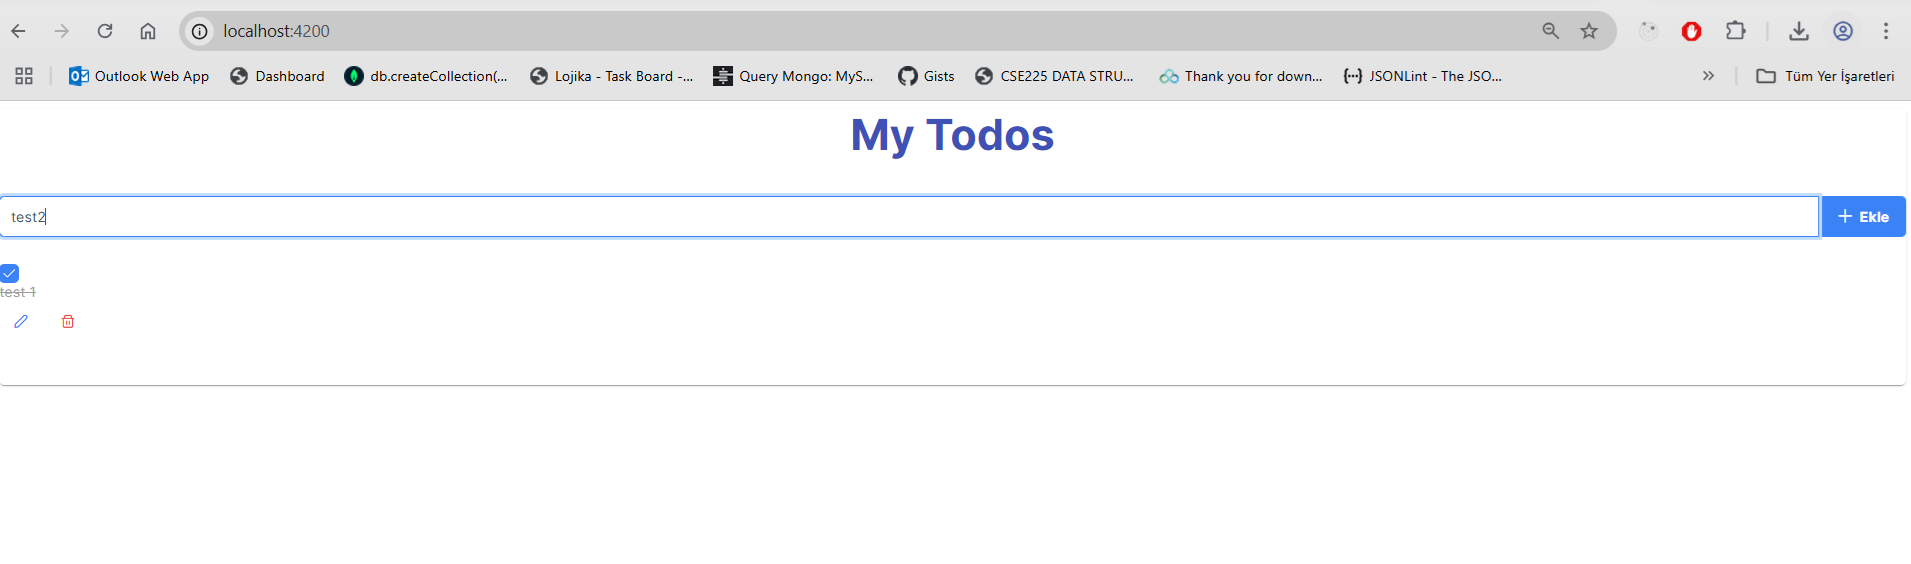 localhost:4200
Outlook Web App Dashboard db.createCollection(... Lojika - Task Board -... Query Mongo: MyS... Gists CSE225 DATA STRU... Thank you for down... JSONLint - The JSO... » Tüm Yer İşaretleri
My Todos
test2 + Ekle
test 1